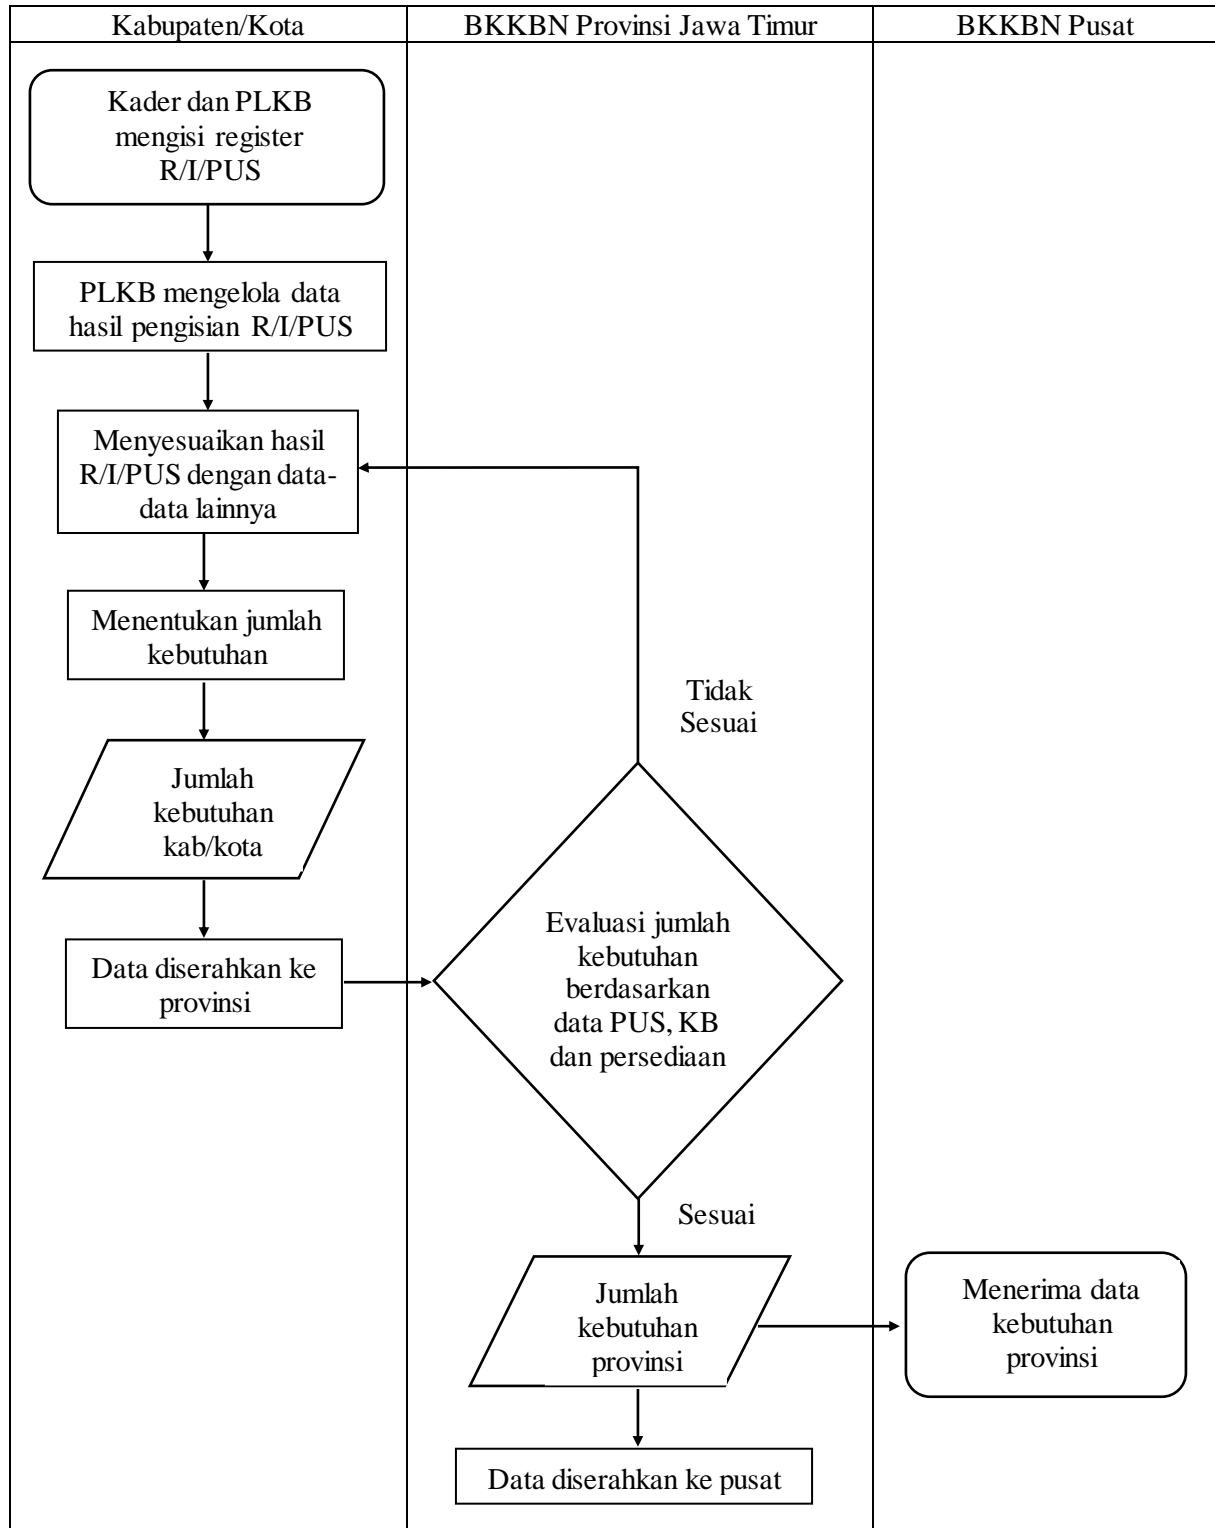 Kabupaten/Kota
BKKBN Provinsi Jawa Timur
BKKBN Pusat
Kader dan PLKB
mengisi register
R/I/PUS
PLKB mengelola data
hasil pengisian R/I/PUS
Menyesuaikan hasil
R/I/PUS dengan data-
data lainnya
Menentukan jumlah
kebutuhan
Jumlah
kebutuhan
kab/kota
Data diserahkan ke
provinsi
Tidak
Sesuai
Evaluasi jumlah
kebutuhan
berdasarkan
data PUS, KB
dan persediaan
Sesuai
Jumlah
kebutuhan
provinsi
Menerima data
kebutuhan
provinsi
Data diserahkan ke pusat